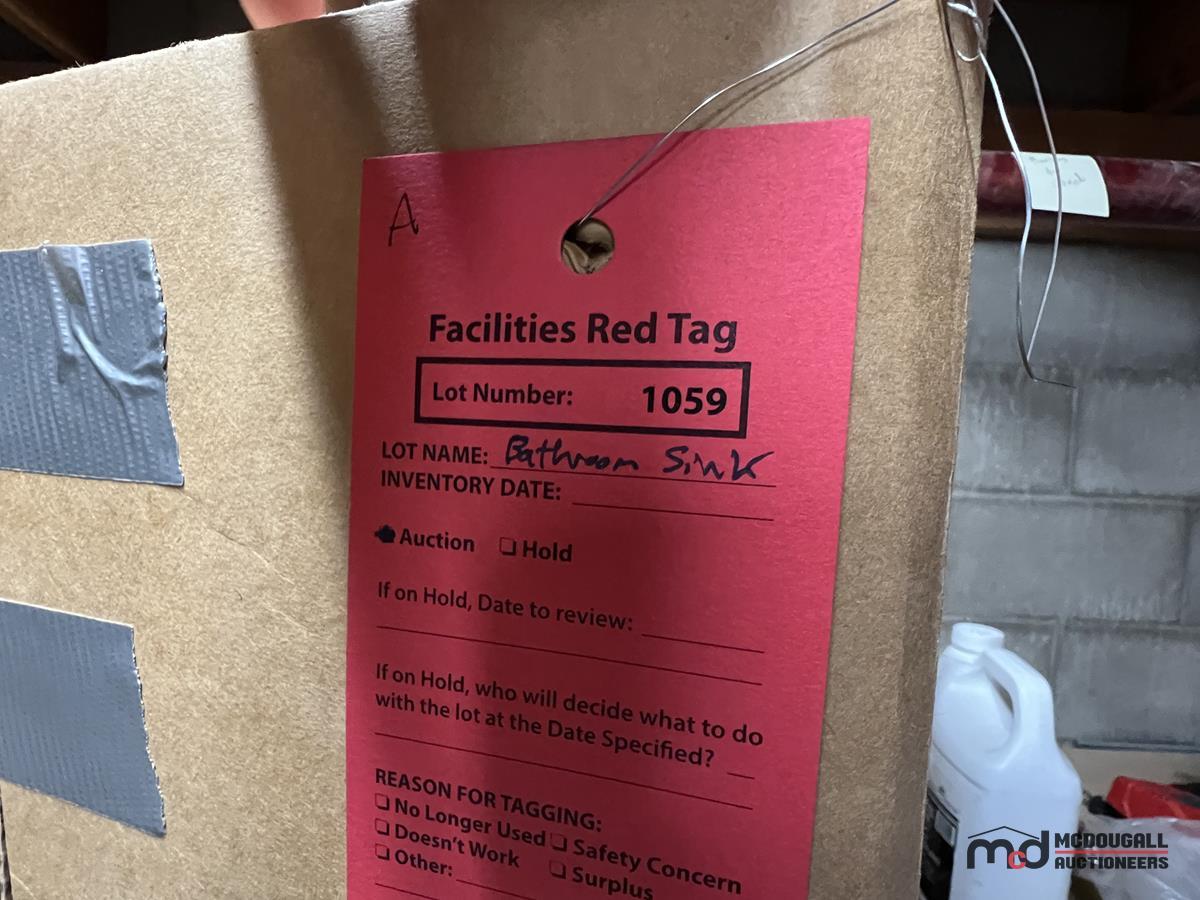 A
Facilities Red Tag
Lot Number: 1059
LOT NAME: Bathroom Sink
INVENTORY DATE:
Auction ❑ Hold
If on Hold, Date to review:
If on Hold, who will decide what to do
with the lot at the Date Specified?
REASON FOR TAGGING:
❑ No Longer Used ❑ Safety Concern
❑ Doesn't Work ❑ Surplus
❑ Other:
mcd MCDOUGALL
AUCTIONEERS